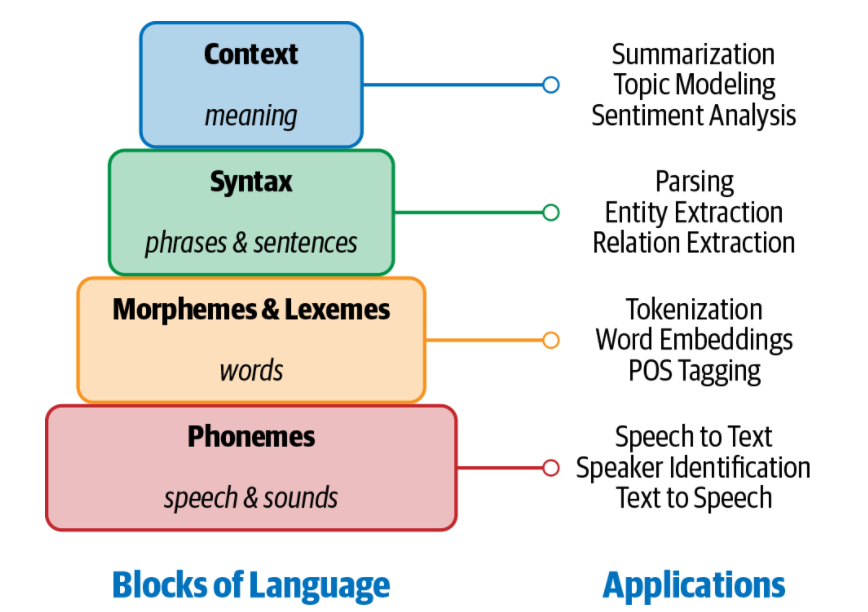 Context
meaning
Summarization
Topic Modeling
Sentiment Analysis
Syntax
phrases & sentences
Parsing
Entity Extraction
Relation Extraction
Morphemes & Lexemes
words
Tokenization
Word Embeddings
POS Tagging
Phonemes
speech & sounds
Speech to Text
Speaker Identification
Text to Speech
Blocks of Language
Applications